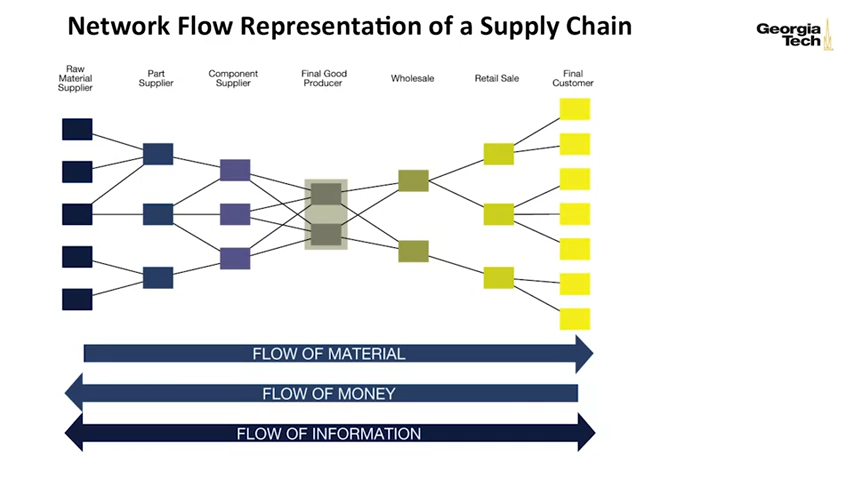 Network Flow Representation of a Supply Chain
Georgia
Tech
Raw
Material
Supplier
Part
Supplier
Component
Supplier
Final Good
Producer
Wholesale
Retail Sale
Final
Customer
FLOW OF MATERIAL
FLOW OF MONEY
FLOW OF INFORMATION